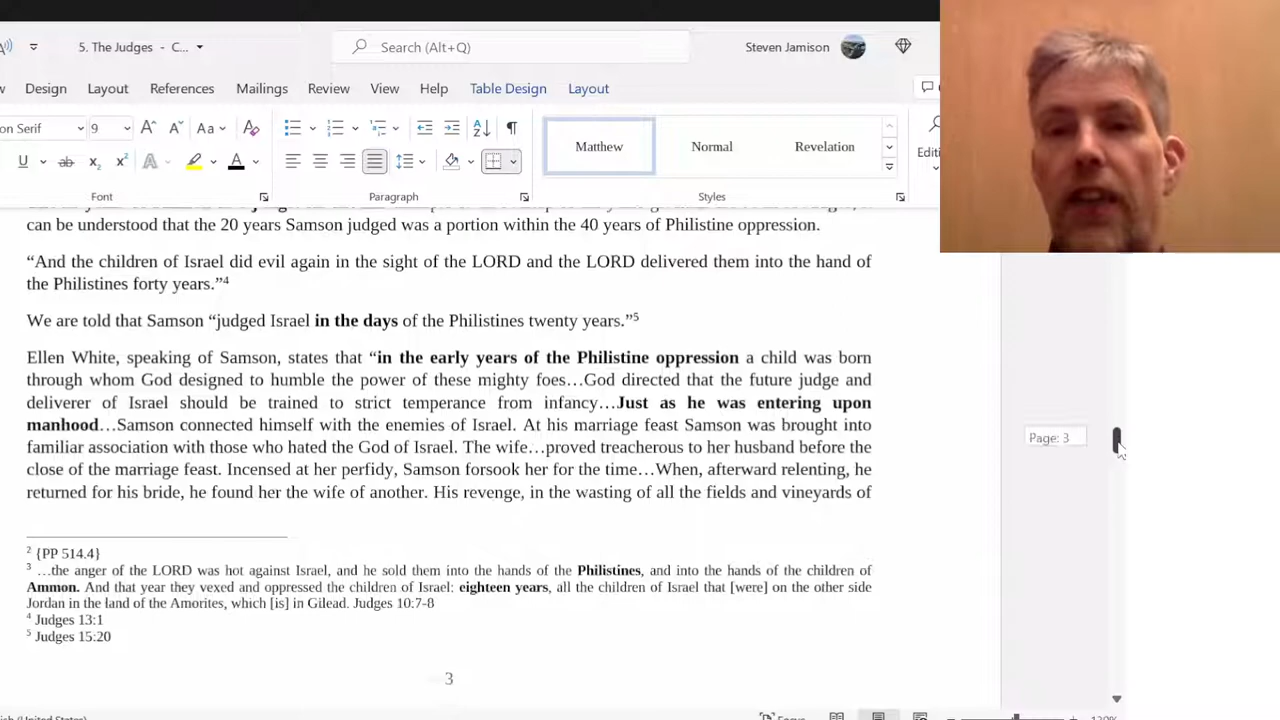 5. The Judges - C...
Search (Alt+Q)
Steven Jamison
Design Layout References Mailings Review View Help Table Design Layout
on Serif 9 Aa
Matthew Normal Revelation
Editi
Font Paragraph Styles
can be understood that the 20 years Samson judged was a portion within the 40 years of Philistine oppression.
“And the children of Israel did evil again in the sight of the LORD and the LORD delivered them into the hand of
the Philistines forty years.”4
We are told that Samson “judged Israel in the days of the Philistines twenty years.”5
Ellen White, speaking of Samson, states that “in the early years of the Philistine oppression a child was born
through whom God designed to humble the power of these mighty foes…God directed that the future judge and
deliverer of Israel should be trained to strict temperance from infancy…Just as he was entering upon
manhood…Samson connected himself with the enemies of Israel. At his marriage feast Samson was brought into
familiar association with those who hated the God of Israel. The wife…proved treacherous to her husband before the
close of the marriage feast. Incensed at her perfidy, Samson forsook her for the time…When, afterward relenting, he
returned for his bride, he found her the wife of another. His revenge, in the wasting of all the fields and vineyards of
Page: 3
2 {PP 514.4}
3 …the anger of the LORD was hot against Israel, and he sold them into the hands of the Philistines, and into the hands of the children of
Ammon. And that year they vexed and oppressed the children of Israel: eighteen years, all the children of Israel that [were] on the other side
Jordan in the land of the Amorites, which [is] in Gilead. Judges 10:7-8
4 Judges 13:1
5 Judges 15:20
3